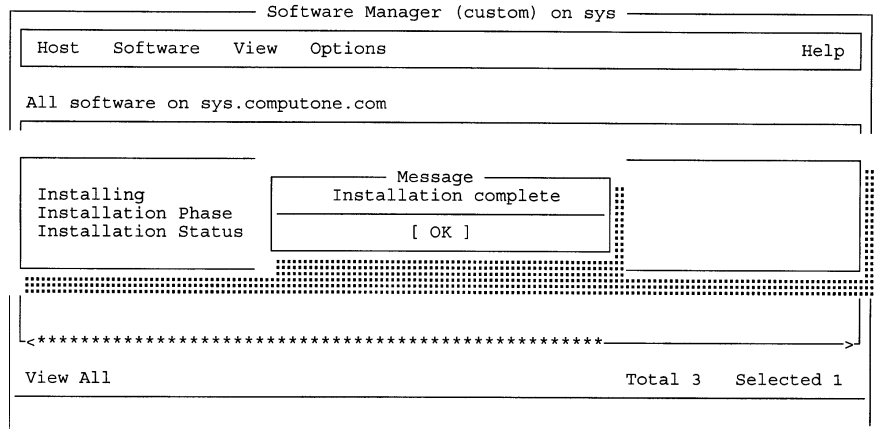 Software Manager (custom) on sys
Host Software View Options Help
All software on sys.computone.com
Message
Installation complete
Installing
Installation Phase
Installation Status
[ OK ]
<****************************************************>
View All Total 3 Selected 1